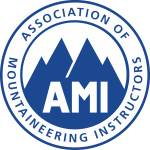 ASSOCIATION OF
MOUNTAINEERING INSTRUCTORS
AMI